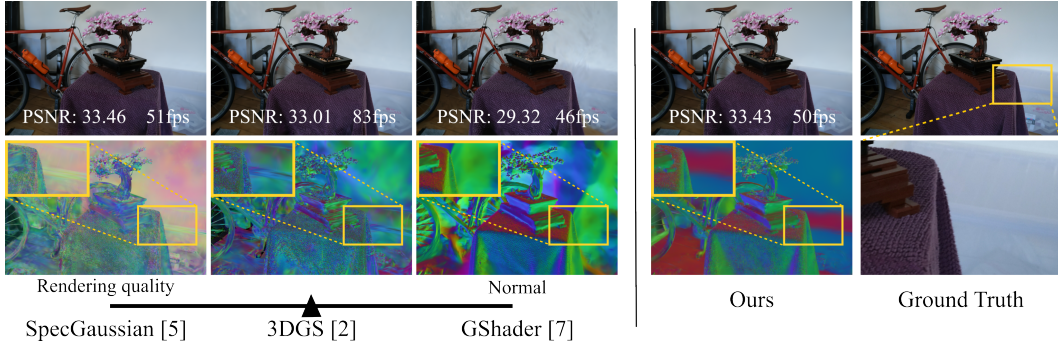 PSNR: 33.46 51fps
PSNR: 33.01 83fps
PSNR: 29.32 46fps
PSNR: 33.43 50fps
Rendering quality
Normal
SpecGaussian [5]
3DGS [2]
GShader [7]
Ours
Ground Truth